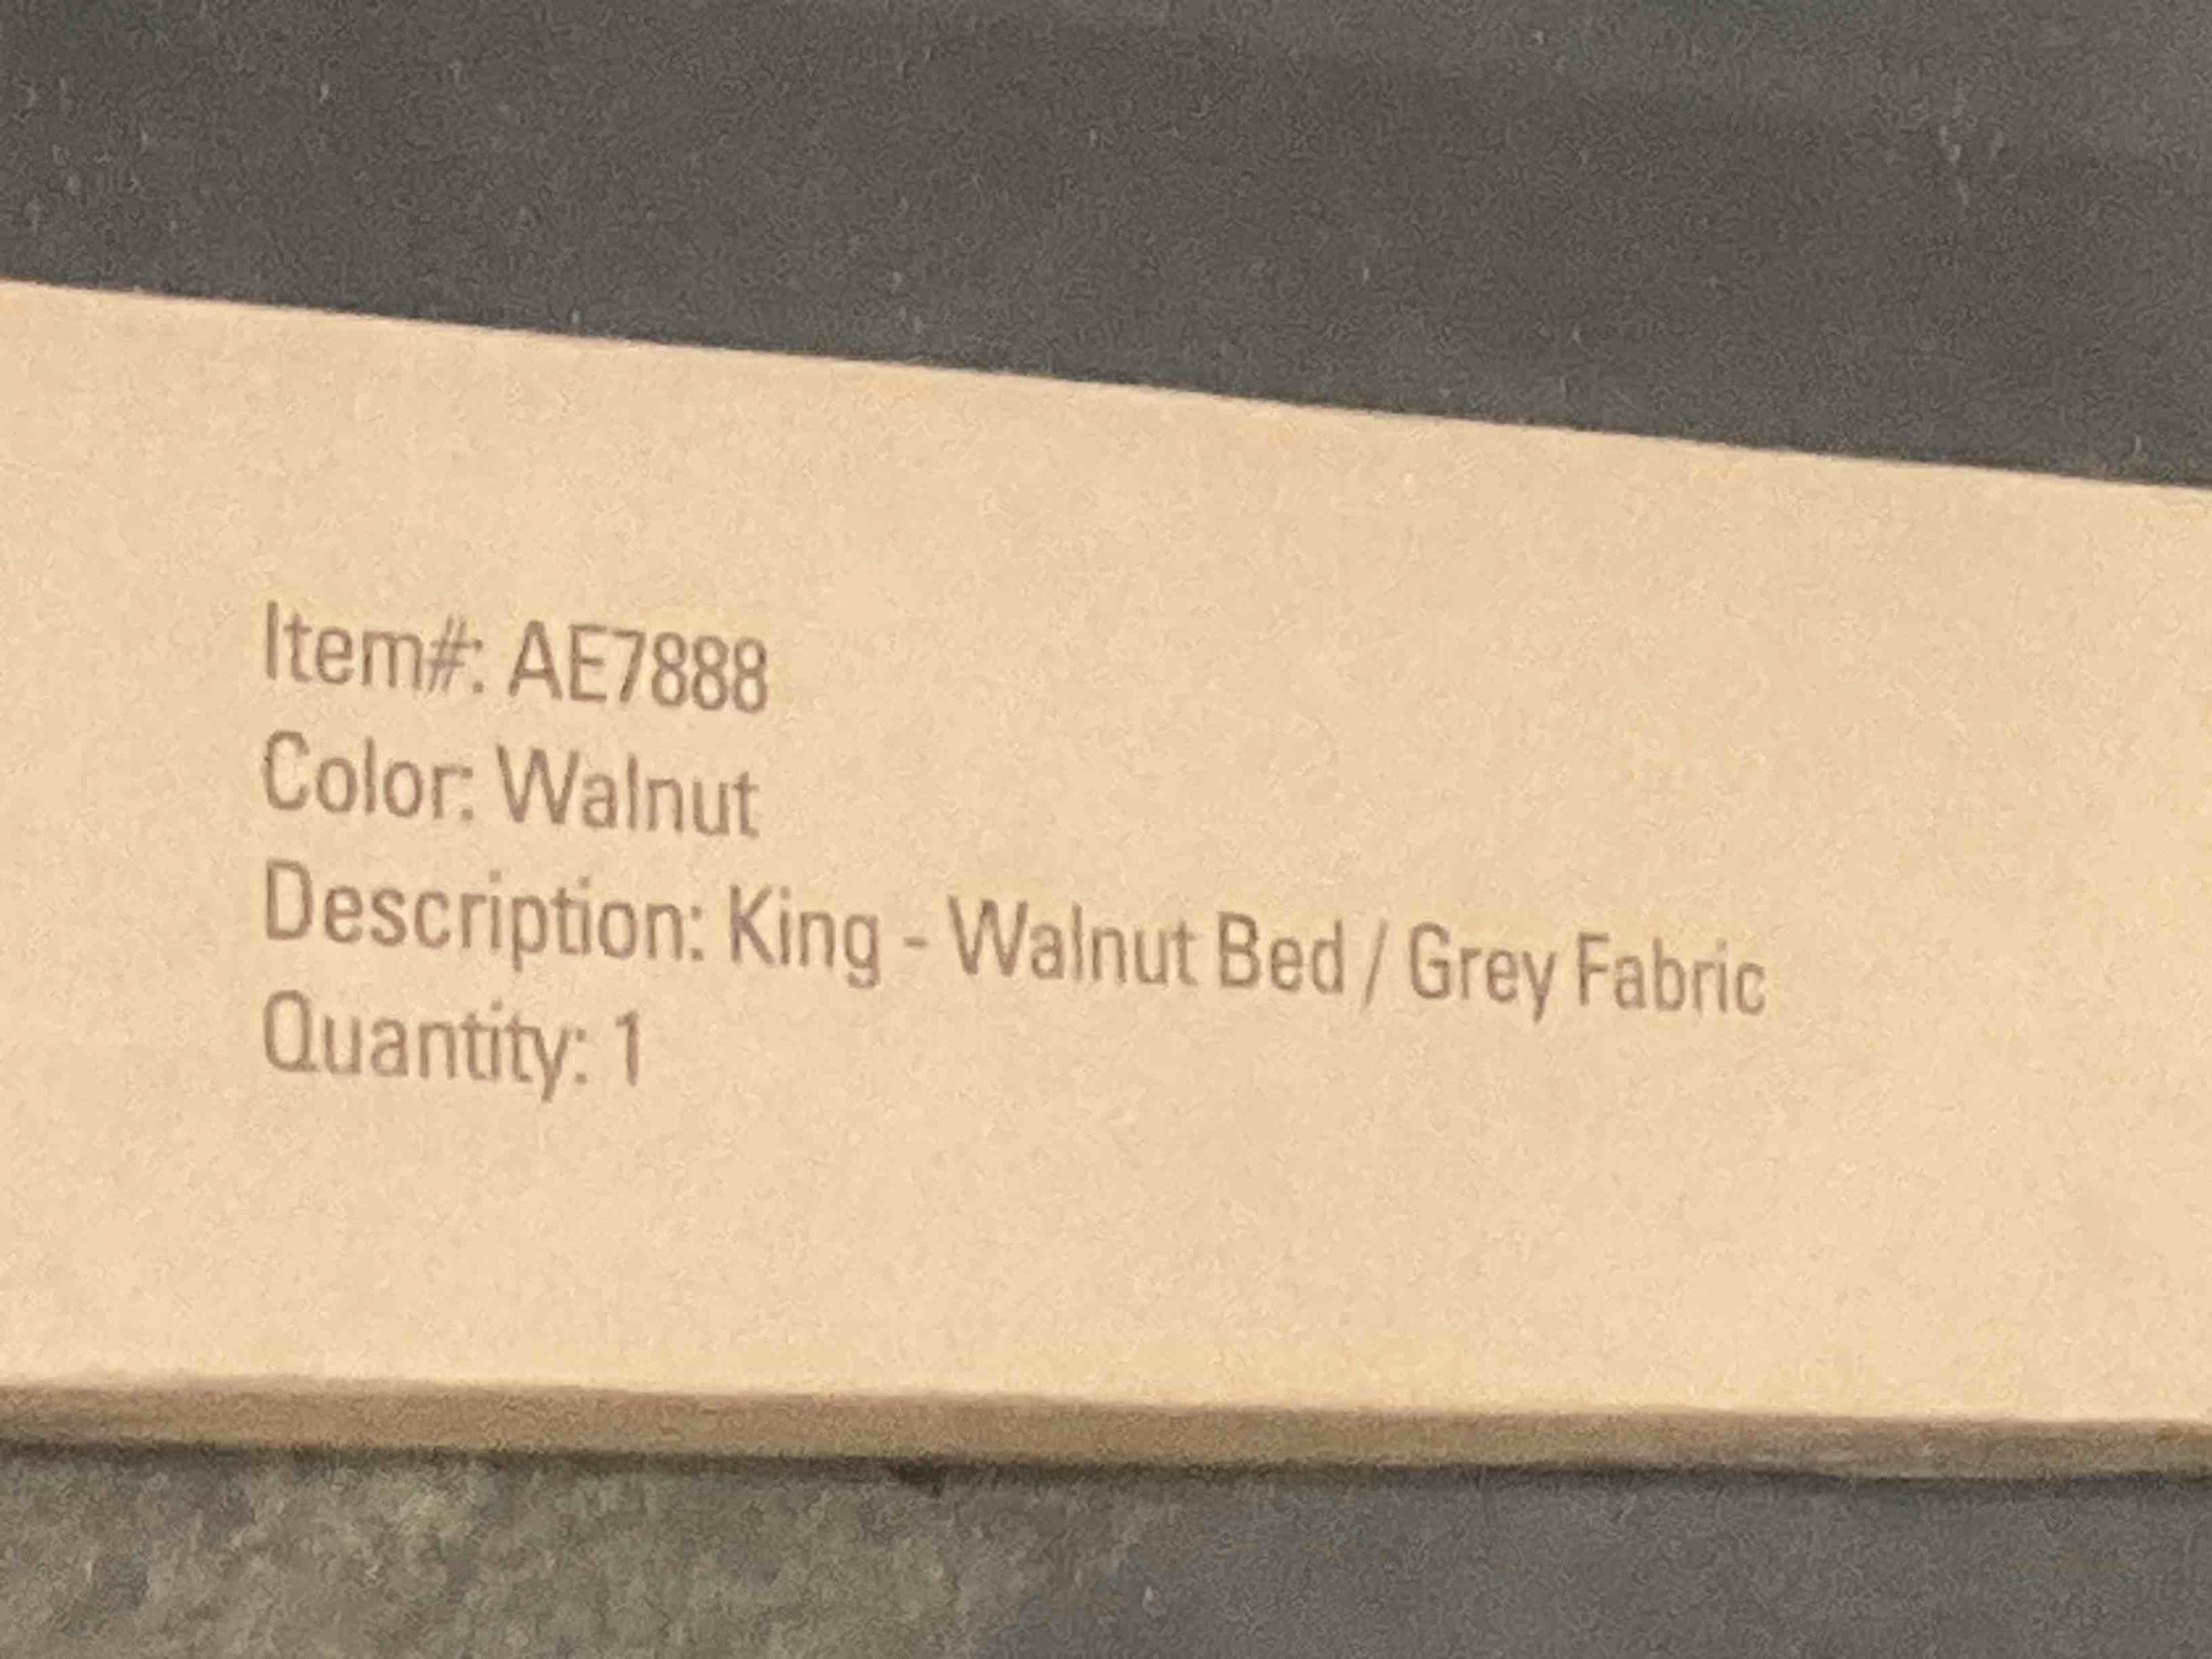 Item#: AE7888
Color: Walnut
Description: King - Walnut Bed / Grey Fabric
Quantity: 1